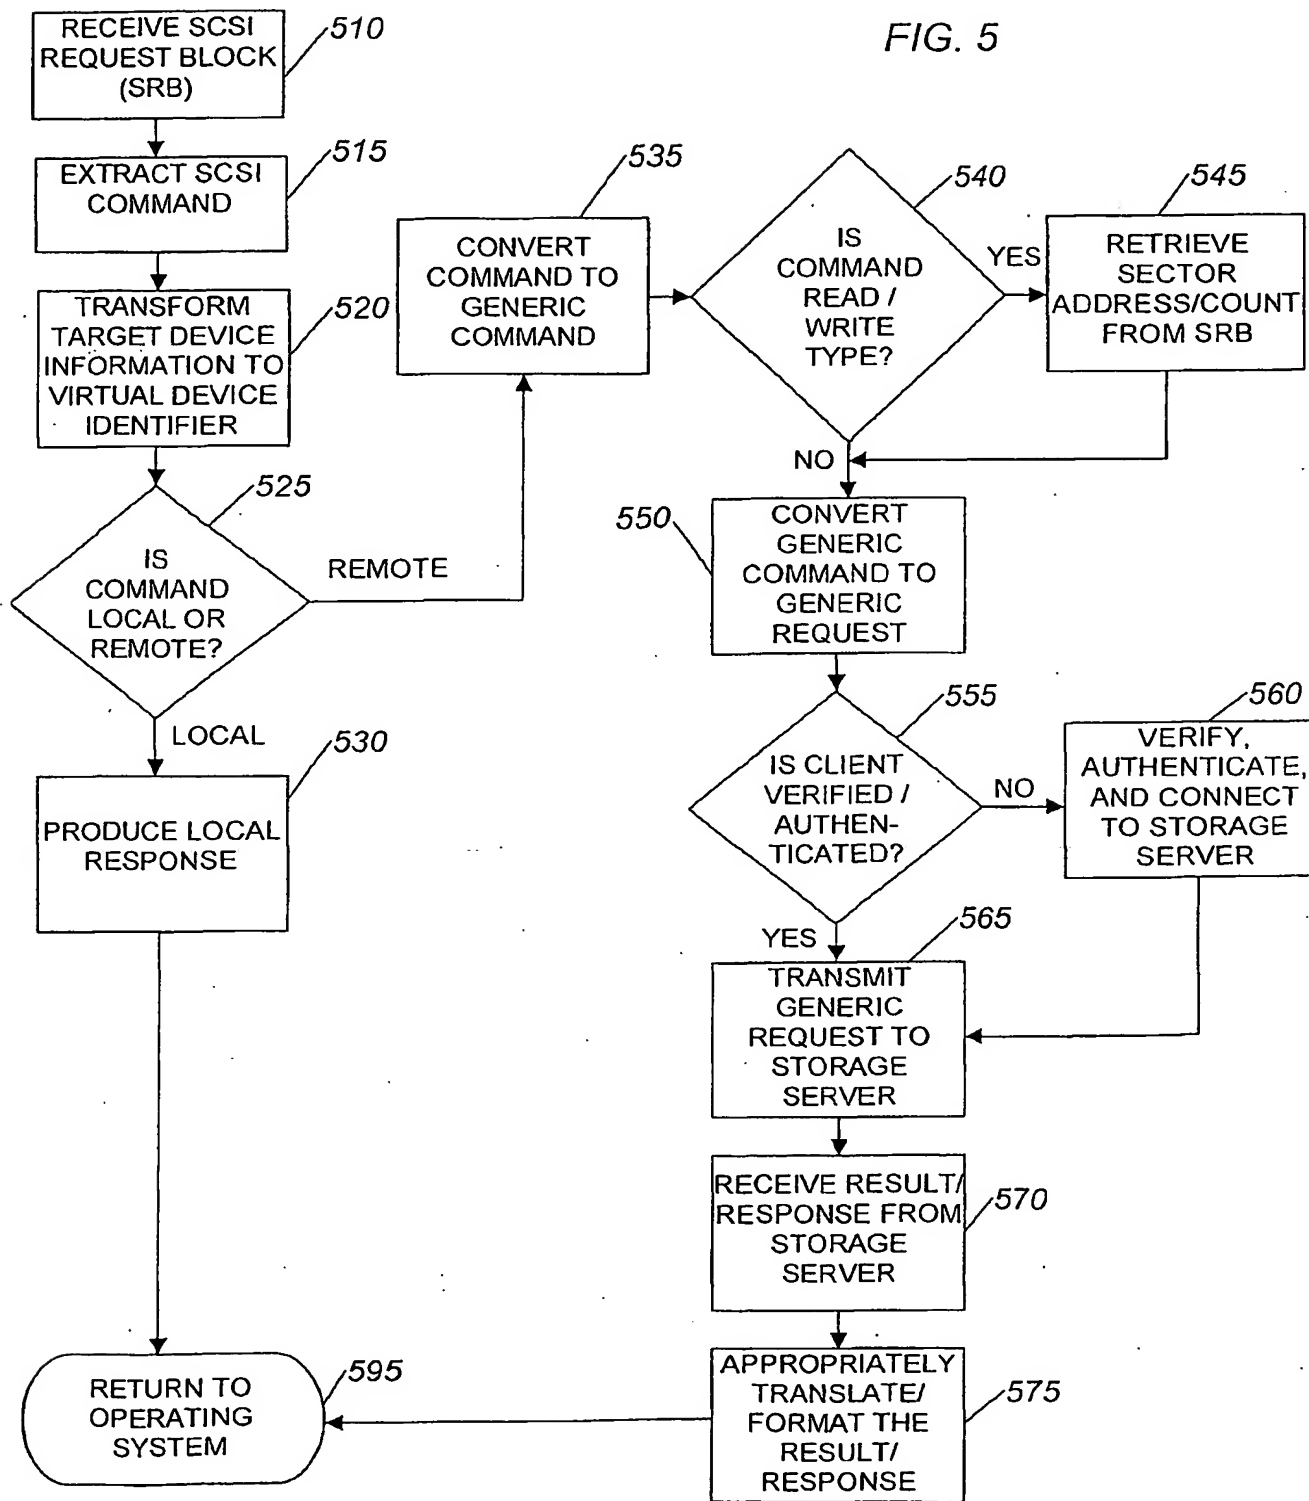 FIG. 5
RECEIVE SCSI
REQUEST BLOCK
(SRB)
510
EXTRACT SCSI
COMMAND
515
TRANSFORM
TARGET DEVICE
INFORMATION TO
VIRTUAL DEVICE
IDENTIFIER
520
IS
COMMAND
LOCAL OR
REMOTE?
525
REMOTE
LOCAL
PRODUCE LOCAL
RESPONSE
530
CONVERT
COMMAND TO
GENERIC
COMMAND
535
IS
COMMAND
READ /
WRITE
TYPE?
540
YES
NO
RETRIEVE
SECTOR
ADDRESS/COUNT
FROM SRB
545
CONVERT
GENERIC
COMMAND TO
GENERIC
REQUEST
550
IS CLIENT
VERIFIED /
AUTHEN-
TICATED?
555
NO
YES
VERIFY,
AUTHENTICATE,
AND CONNECT
TO STORAGE
SERVER
560
TRANSMIT
GENERIC
REQUEST TO
STORAGE
SERVER
565
RECEIVE RESULT/
RESPONSE FROM
STORAGE
SERVER
570
APPROPRIATELY
TRANSLATE/
FORMAT THE
RESULT/
RESPONSE
575
RETURN TO
OPERATING
SYSTEM
595